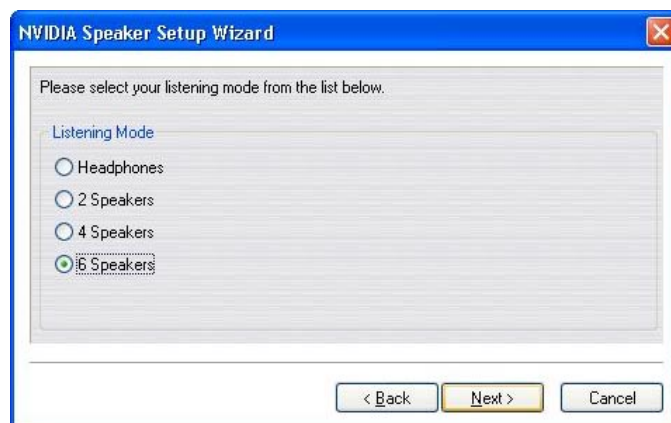 NVIDIA Speaker Setup Wizard
Please select your listening mode from the list below.
Listening Mode
Headphones
2 Speakers
4 Speakers
6 Speakers
< Back Next > Cancel